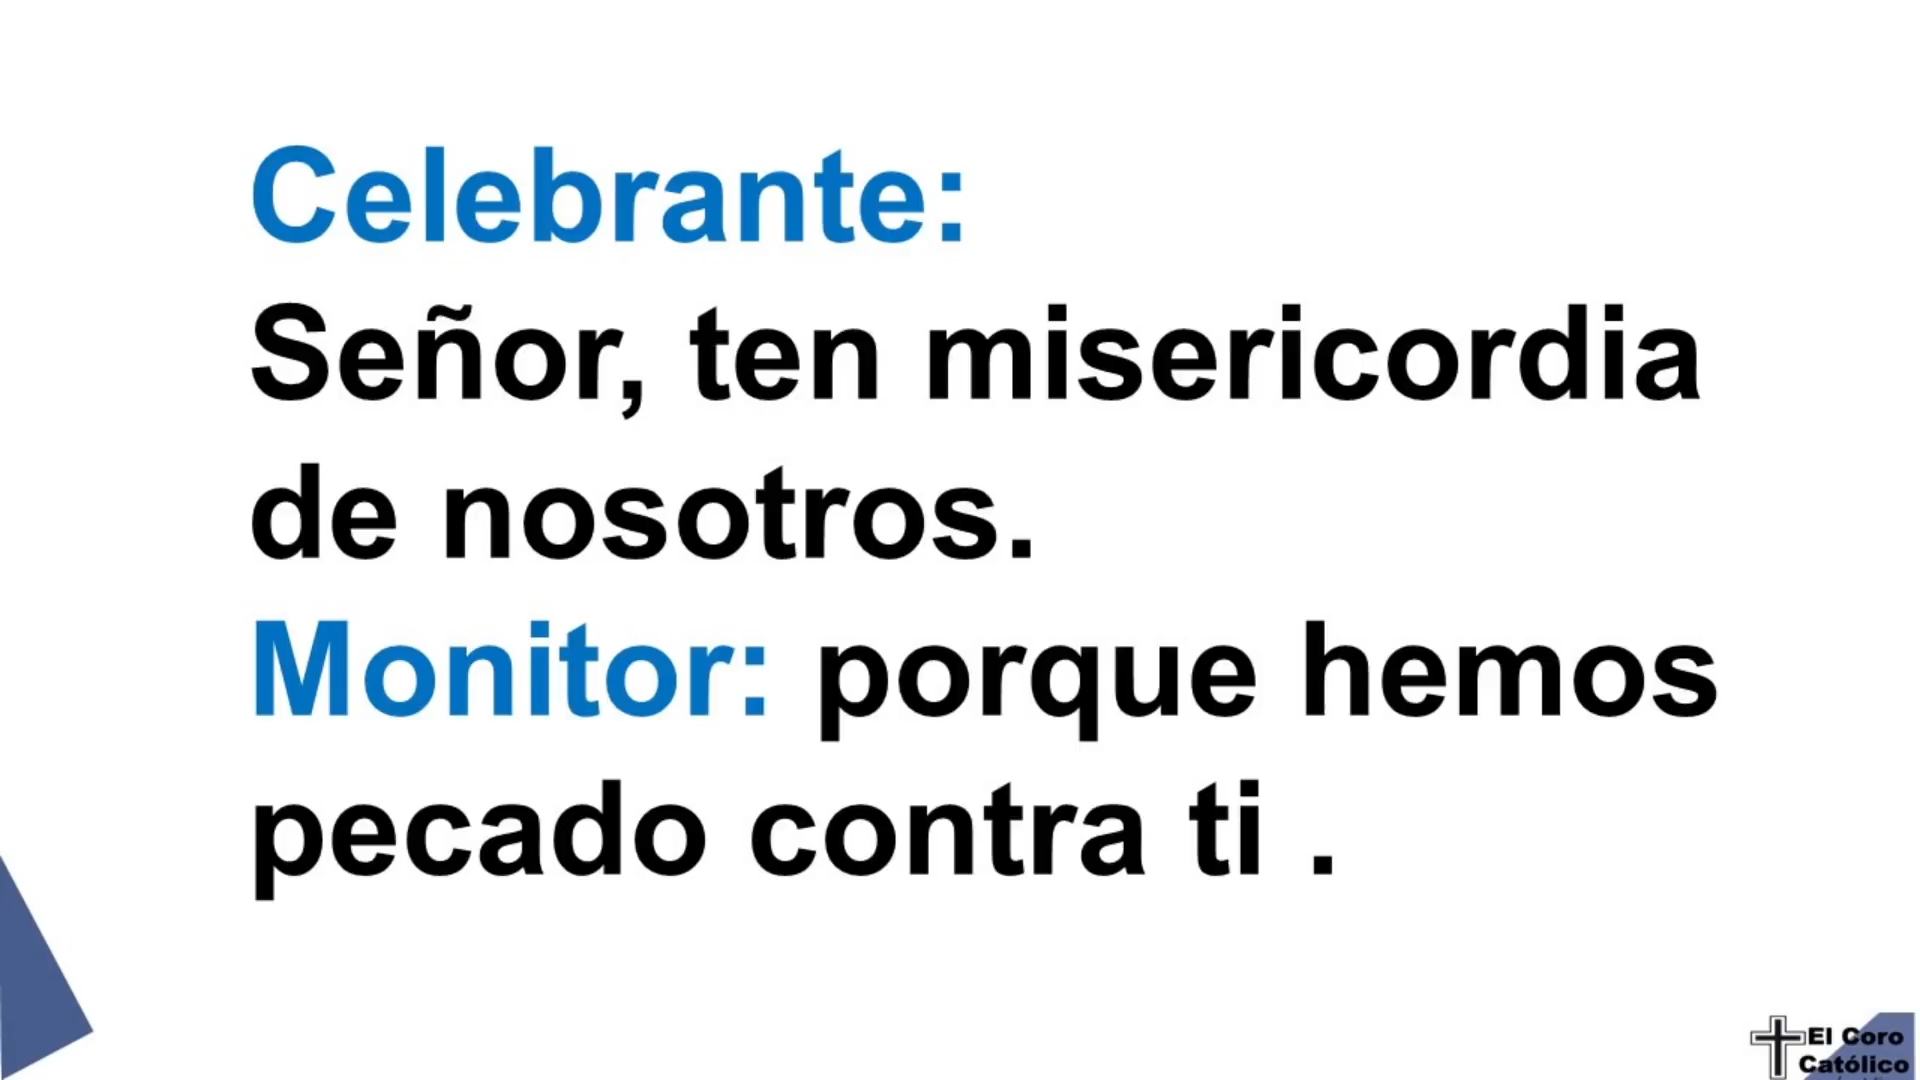 Celebrante:
Señor, ten misericordia
de nosotros.
Monitor: porque hemos
pecado contra ti .
El Coro
Católico